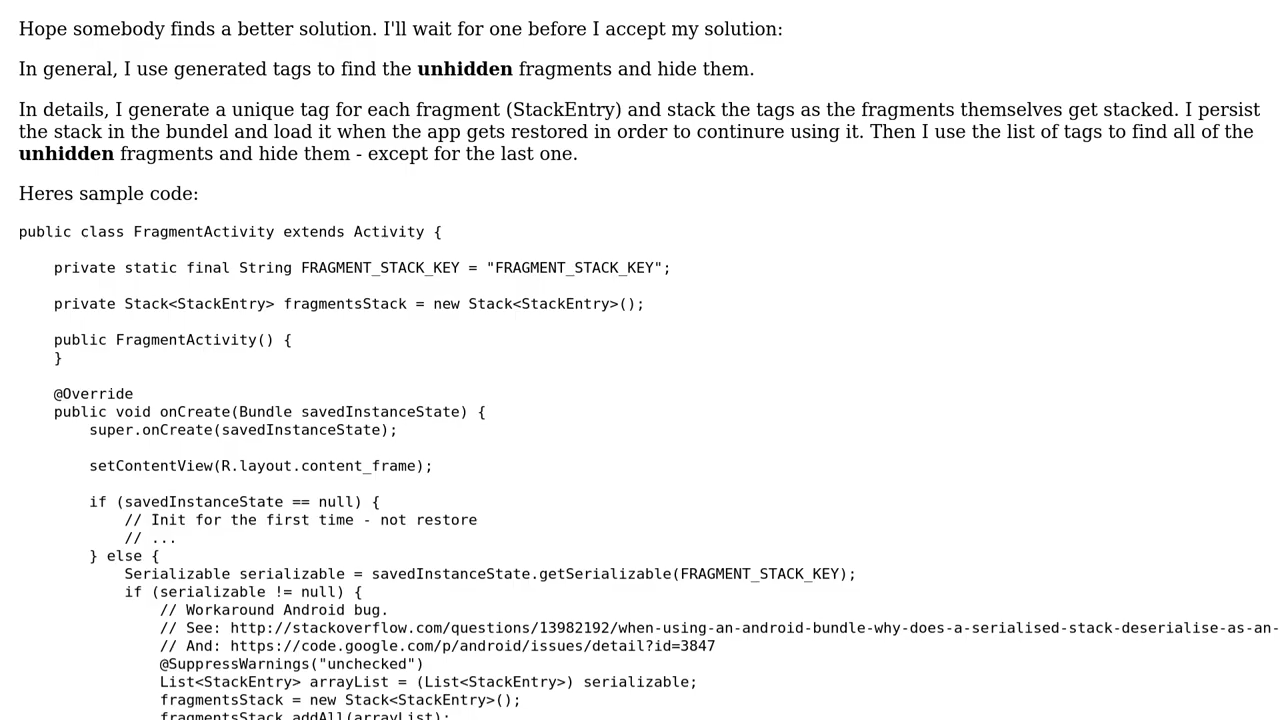 Hope somebody finds a better solution. I'll wait for one before I accept my solution:
In general, I use generated tags to find the unhidden fragments and hide them.
In details, I generate a unique tag for each fragment (StackEntry) and stack the tags as the fragments themselves get stacked. I persist
the stack in the bundel and load it when the app gets restored in order to continure using it. Then I use the list of tags to find all of the
unhidden fragments and hide them - except for the last one.
Heres sample code:
public class FragmentActivity extends Activity {
    private static final String FRAGMENT_STACK_KEY = "FRAGMENT_STACK_KEY";
    private Stack<StackEntry> fragmentsStack = new Stack<StackEntry>();
    public FragmentActivity() {
    }
    @Override
    public void onCreate(Bundle savedInstanceState) {
        super.onCreate(savedInstanceState);
        setContentView(R.layout.content_frame);
        if (savedInstanceState == null) {
            // Init for the first time - not restore
            // ...
        } else {
            Serializable serializable = savedInstanceState.getSerializable(FRAGMENT_STACK_KEY);
            if (serializable != null) {
                // Workaround Android bug.
                // See: http://stackoverflow.com/questions/13982192/when-using-an-android-bundle-why-does-a-serialised-stack-deserialise-as-an-
                // And: https://code.google.com/p/android/issues/detail?id=3847
                @SuppressWarnings("unchecked")
                List<StackEntry> arrayList = (List<StackEntry>) serializable;
                fragmentsStack = new Stack<StackEntry>();
                fragmentsStack.addAll(arrayList);